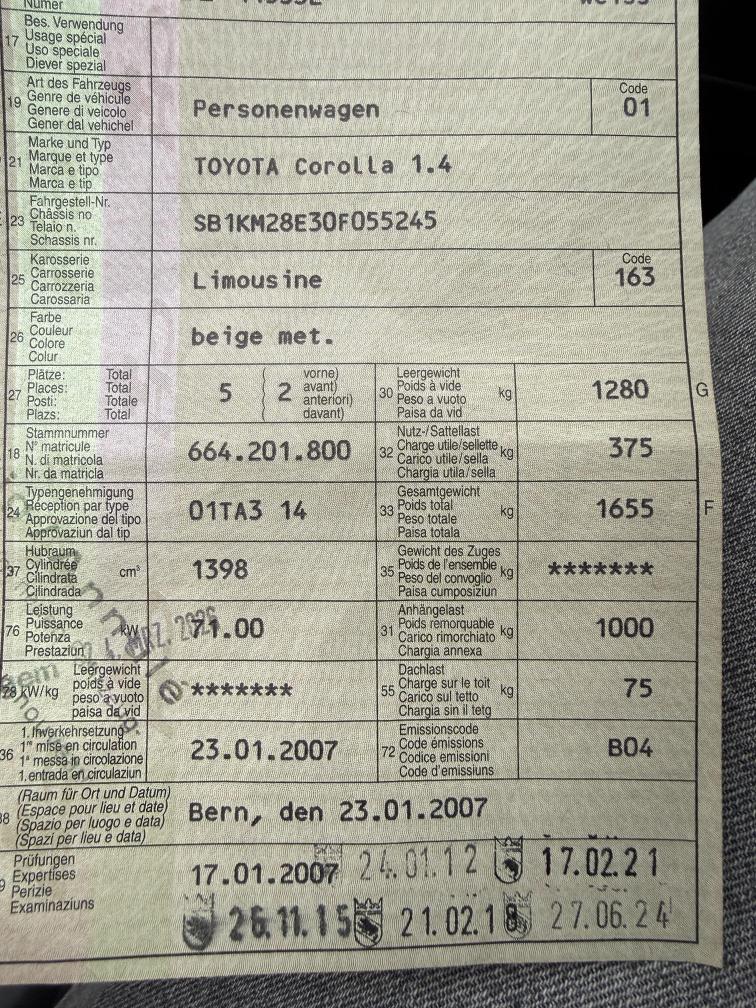 Numer
Bes. Verwendung
17 Usage spécial
Uso speciale
Diever spezial
Art des Fahrzeugs
19 Genre de véhicule
Genere di veicolo
Gener dal vehichel
Personenwagen
Code
01
Marke und Typ
21 Marque et type
Marca e tipo
Marca e tip
TOYOTA Corolla 1.4
Fahrgestell-Nr.
23 Châssis no
Telaio n.
Schassis nr.
SB1KM28E30F055245
Karosserie
25 Carrosserie
Carrozzeria
Carossaria
Limousine
Code
163
Farbe
26 Couleur
Colore
Colur
beige met.
Plätze: Total
27 Places: Total
Posti: Totale
Plazs: Total
5 ( 2 vorne)
avant)
anteriori)
davant)
Leergewicht
30 Poids à vide kg
Peso a vuoto
Paisa da vid
1280 G
Stammnummer
18 N° matricule
N. di matricola
Nr. da matricla
664.201.800
Nutz-/Sattellast
32 Charge utile/sellette kg
Carico utile/sella
Chargia utila/sella
375
Typengenehmigung
24 Réception par type
Approvazione del tipo
Approvaziun dal tip
01TA3 14
Gesamtgewicht
33 Poids total kg
Peso totale
Paisa totala
1655 F
Hubraum
37 Cylindrée cm³
Cilindrata
Cilindrada
1398
Gewicht des Zuges
35 Poids de l'ensemble kg
Peso del convoglio
Paisa cumposiziun
*******
Leistung
76 Puissance kW
Potenza
Prestaziun
71.00
Anhängelast
31 Poids remorquable kg
Carico rimorchiato
Chargia annexa
1000
Leergewicht
28 kW/kg poids à vide
peso a vuoto
paisa da vid
*******
Dachlast
55 Charge sur le toit kg
Carico sul tetto
Chargia sin il tetg
75
1. Inverkehrsetzung
36 1re mise en circulation
1a messa in circolazione
1. entrada en circulaziun
23.01.2007
Emissionscode
72 Code émissions
Codice emissioni
Code d'emissiuns
B04
(Raum für Ort und Datum)
38 (Espace pour lieu et date)
(Spazio per luogo e data)
(Spazi per lieu e data)
Bern, den 23.01.2007
Prüfungen
Expertises
Perizie
Examinaziuns
17.01.2007 24.01.12 17.02.21
26.11.15 21.02.18 27.06.24